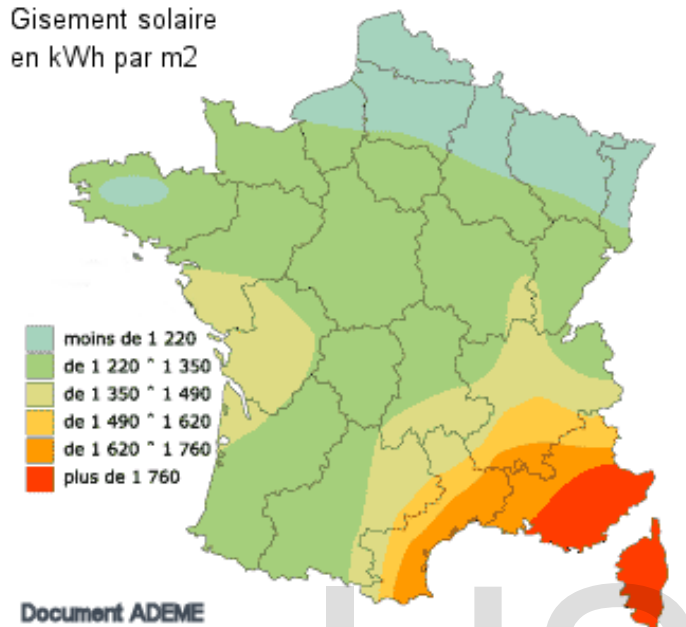 Gisement solaire
en kWh par m2
moins de 1 220
de 1 220 ^ 1 350
de 1 350 ^ 1 490
de 1 490 ^ 1 620
de 1 620 ^ 1 760
plus de 1 760
Document ADEME